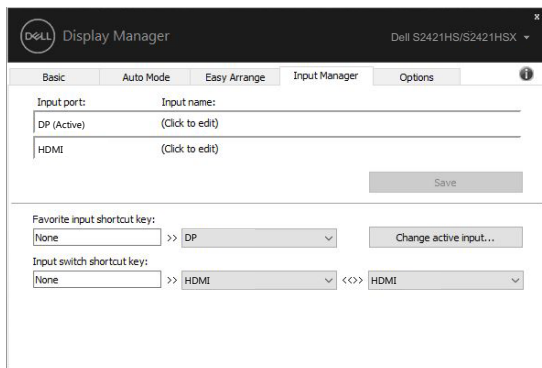 x
DELL Display Manager Dell S2421HS/S2421HSX
Basic Auto Mode Easy Arrange Input Manager Options i
Input port: Input name:
DP (Active) (Click to edit)
HDMI (Click to edit)
Save
Favorite input shortcut key:
None >> DP Change active input...
Input switch shortcut key:
None >> HDMI <<>> HDMI